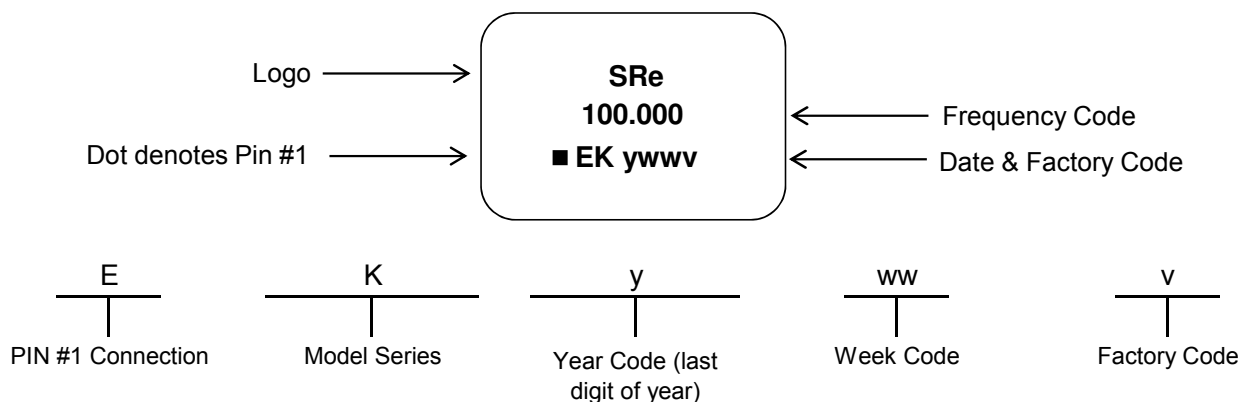 Logo
SRe
100.000
Frequency Code
Dot denotes Pin #1
■ EK ywwv
Date & Factory Code
E
K
y
ww
v
PIN #1 Connection
Model Series
Year Code (last
digit of year)
Week Code
Factory Code